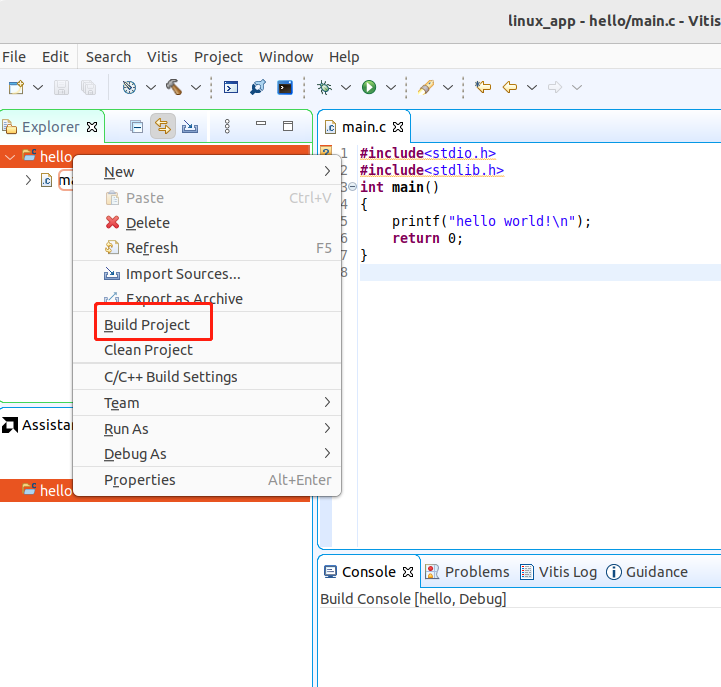 linux_app - hello/main.c - Vitis
File Edit Search Vitis Project Window Help
Explorer
main.c
hello
ma
New
Paste Ctrl+V
Delete
Refresh F5
Import Sources...
Export as Archive
Build Project
Clean Project
C/C++ Build Settings
Team
Run As
Debug As
Properties Alt+Enter
1 #include<stdio.h>
2 #include<stdlib.h>
3 int main()
4 {
5 printf("hello world!\n");
6 return 0;
7 }
8
Assistan
hello
Console Problems Vitis Log Guidance
Build Console [hello, Debug]